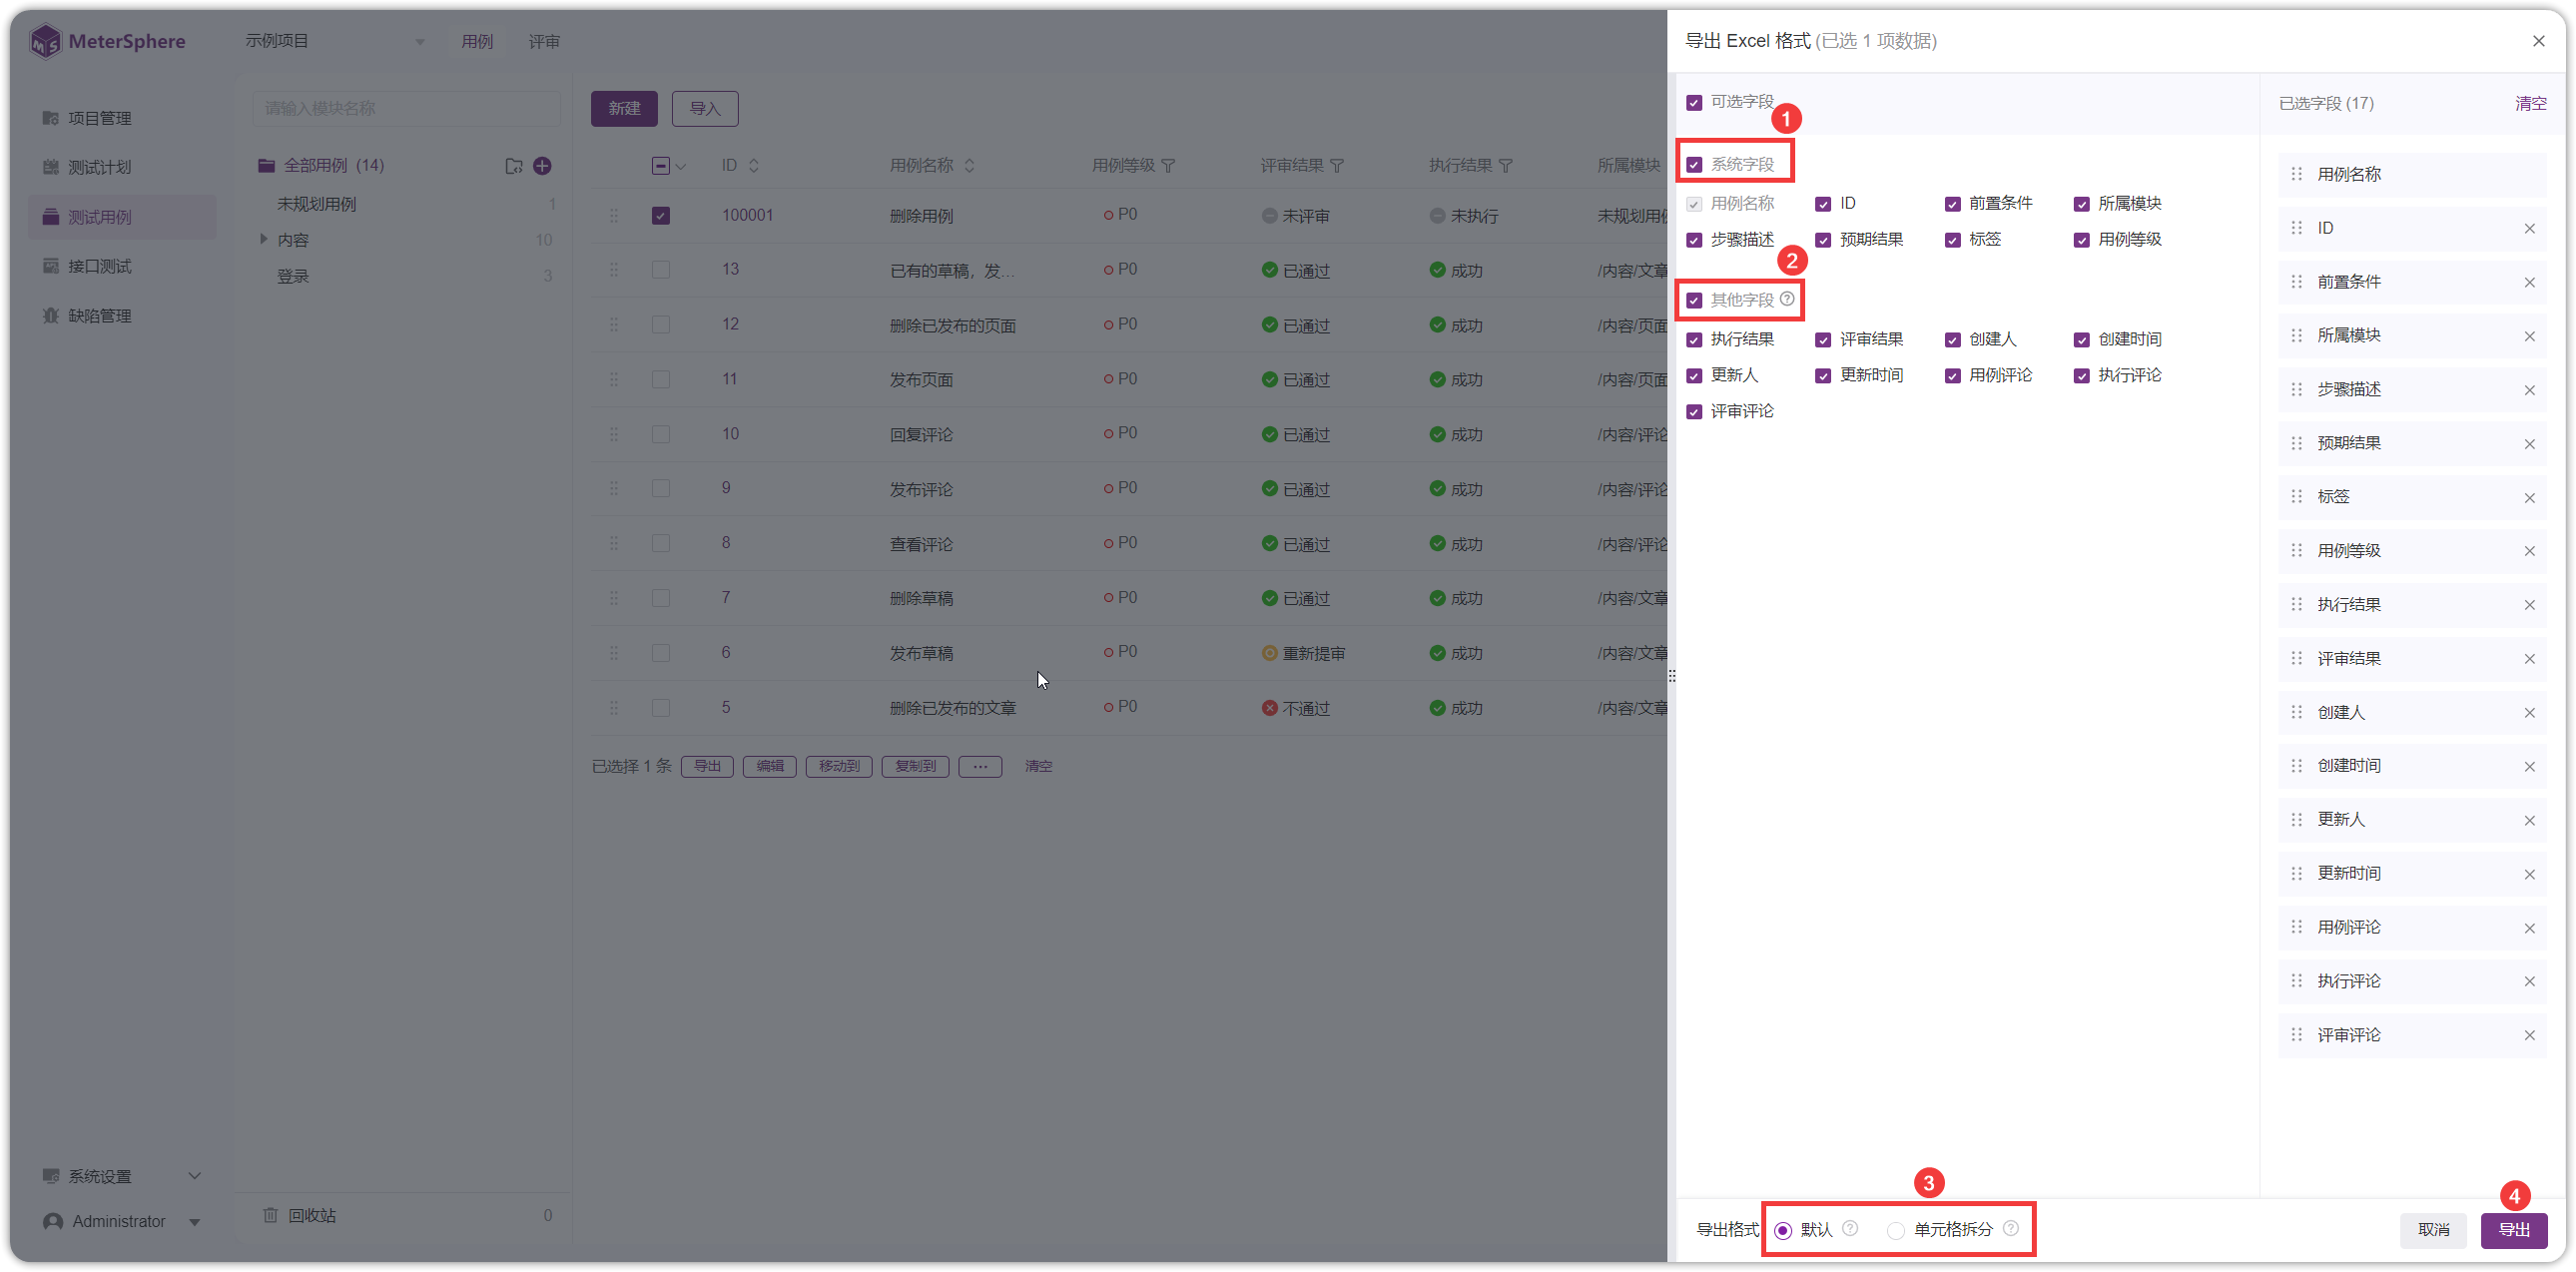 MeterSphere
示例项目
用例
评审
项目管理
测试计划
测试用例
接口测试
缺陷管理
系统设置
Administrator
请输入模块名称
全部用例 (14)
未规划用例 1
内容 10
登录 3
回收站 0
新建 导入
ID 用例名称 用例等级 评审结果 执行结果 所属模块
100001 删除用例 P0 未评审 未执行 未规划用例
13 已有的草稿，发... P0 已通过 成功 /内容/文章
12 删除已发布的页面 P0 已通过 成功 /内容/页面
11 发布页面 P0 已通过 成功 /内容/页面
10 回复评论 P0 已通过 成功 /内容/评论
9 发布评论 P0 已通过 成功 /内容/评论
8 查看评论 P0 已通过 成功 /内容/评论
7 删除草稿 P0 已通过 成功 /内容/文章
6 发布草稿 P0 重新提审 成功 /内容/文章
5 删除已发布的文章 P0 不通过 成功 /内容/文章
已选择 1 条 导出 编辑 移动到 复制到 ... 清空
导出 Excel 格式 (已选 1 项数据)
可选字段
1
系统字段
用例名称 ID 前置条件 所属模块
步骤描述 预期结果 标签 用例等级
2
其他字段
执行结果 评审结果 创建人 创建时间
更新人 更新时间 用例评论 执行评论
评审评论
已选字段 (17) 清空
用例名称
ID
前置条件
所属模块
步骤描述
预期结果
标签
用例等级
执行结果
评审结果
创建人
创建时间
更新人
更新时间
用例评论
执行评论
评审评论
3
导出格式 默认 单元格拆分
4
取消 导出